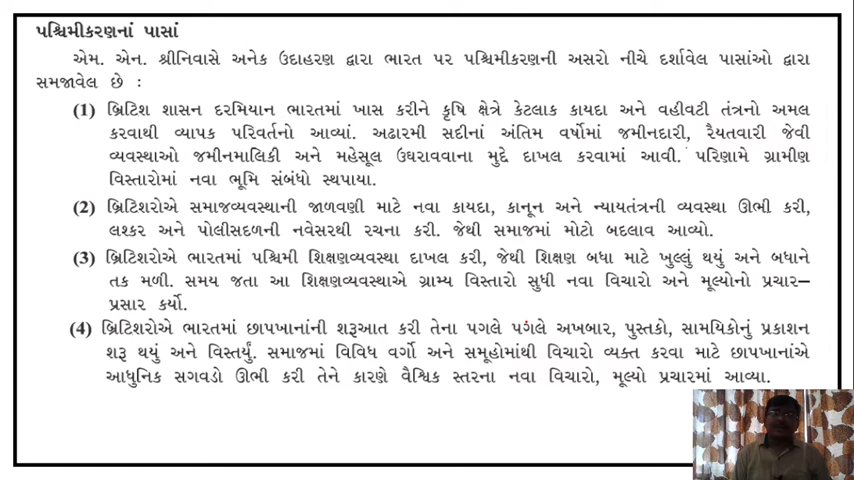 પશ્ચિમીકરણનાં પાસાં
એમ. એન. શ્રીનિવાસે અનેક ઉદાહરણ દ્વારા ભારત પર પશ્ચિમીકરણની અસરો નીચે દર્શાવેલ પાસાંઓ દ્વારા
સમજાવેલ છે :
(1) બ્રિટિશ શાસન દરમિયાન ભારતમાં ખાસ કરીને કૃષિ ક્ષેત્રે કેટલાક કાયદા અને વહીવટી તંત્રનો અમલ
કરવાથી વ્યાપક પરિવર્તનો આવ્યાં. અઢારમી સદીનાં અંતિમ વર્ષોમાં જમીનદારી, રૈયતવારી જેવી
વ્યવસ્થાઓ જમીનમાલિકી અને મહેસૂલ ઉઘરાવવાના મુદ્દે દાખલ કરવામાં આવી. પરિણામે ગ્રામીણ
વિસ્તારોમાં નવા ભૂમિ સંબંધો સ્થપાયા.
(2) બ્રિટિશરોએ સમાજવ્યવસ્થાની જાળવણી માટે નવા કાયદા, કાનૂન અને ન્યાયતંત્રની વ્યવસ્થા ઊભી કરી,
લશ્કર અને પોલીસદળની નવેસરથી રચના કરી. જેથી સમાજમાં મોટો બદલાવ આવ્યો.
(3) બ્રિટિશરોએ ભારતમાં પશ્ચિમી શિક્ષણવ્યવસ્થા દાખલ કરી, જેથી શિક્ષણ બધા માટે ખુલ્લું થયું અને બધાને
તક મળી. સમય જતા આ શિક્ષણવ્યવસ્થાએ ગ્રામ્ય વિસ્તારો સુધી નવા વિચારો અને મૂલ્યોનો પ્રચાર–
પ્રસાર કર્યો.
(4) બ્રિટિશરોએ ભારતમાં છાપખાનાંની શરૂઆત કરી તેના પગલે પગલે અખબાર, પુસ્તકો, સામયિકોનું પ્રકાશન
શરૂ થયું અને વિસ્તર્યું. સમાજમાં વિવિધ વર્ગો અને સમૂહોમાંથી વિચારો વ્યક્ત કરવા માટે છાપખાનાંએ
આધુનિક સગવડો ઊભી કરી તેને કારણે વૈશ્વિક સ્તરના નવા વિચારો, મૂલ્યો પ્રચારમાં આવ્યા.